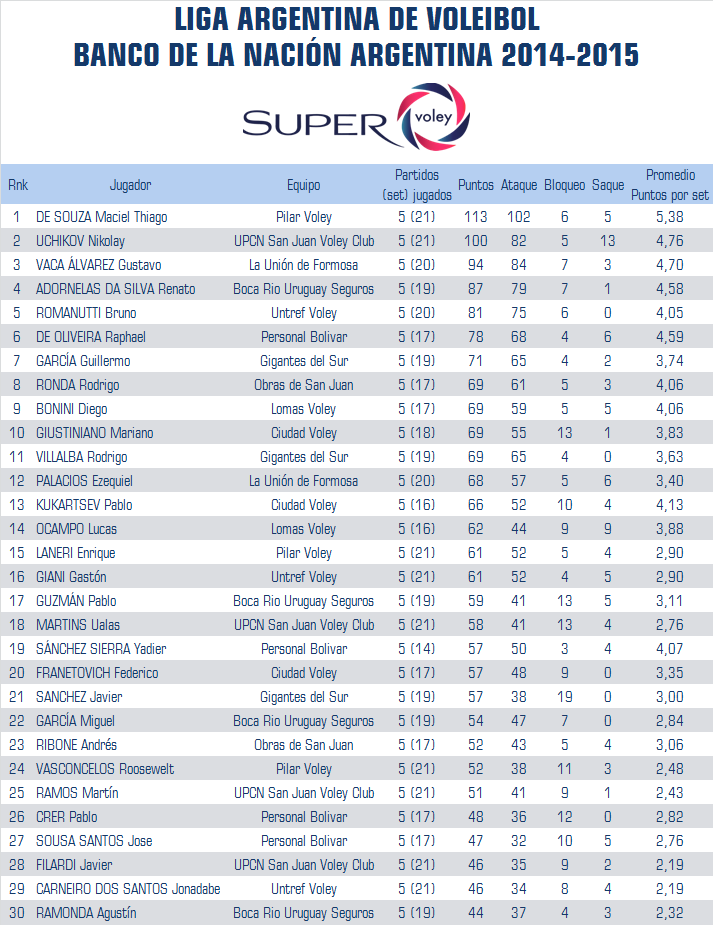 LIGA ARGENTINA DE VOLEIBOL
BANCO DE LA NACIÓN ARGENTINA 2014-2015
SUPER voley
Rnk Jugador Equipo Partidos (set) jugados Puntos Ataque Bloqueo Saque Promedio Puntos por set
1 DE SOUZA Maciel Thiago Pilar Voley 5 (21) 113 102 6 5 5,38
2 UCHIKOV Nikolay UPCN San Juan Voley Club 5 (21) 100 82 5 13 4,76
3 VACA ÁLVAREZ Gustavo La Unión de Formosa 5 (20) 94 84 7 3 4,70
4 ADORNELAS DA SILVA Renato Boca Rio Uruguay Seguros 5 (19) 87 79 7 1 4,58
5 ROMANUTTI Bruno Untref Voley 5 (20) 81 75 6 0 4,05
6 DE OLIVEIRA Raphael Personal Bolivar 5 (17) 78 68 4 6 4,59
7 GARCÍA Guillermo Gigantes del Sur 5 (19) 71 65 4 2 3,74
8 RONDA Rodrigo Obras de San Juan 5 (17) 69 61 5 3 4,06
9 BONINI Diego Lomas Voley 5 (17) 69 59 5 5 4,06
10 GIUSTINIANO Mariano Ciudad Voley 5 (18) 69 55 13 1 3,83
11 VILLALBA Rodrigo Gigantes del Sur 5 (19) 69 65 4 0 3,63
12 PALACIOS Ezequiel La Unión de Formosa 5 (20) 68 57 5 6 3,40
13 KUKARTSEV Pablo Ciudad Voley 5 (16) 66 52 10 4 4,13
14 OCAMPO Lucas Lomas Voley 5 (16) 62 44 9 9 3,88
15 LANERI Enrique Pilar Voley 5 (21) 61 52 5 4 2,90
16 GIANI Gastón Untref Voley 5 (21) 61 52 4 5 2,90
17 GUZMÁN Pablo Boca Rio Uruguay Seguros 5 (19) 59 41 13 5 3,11
18 MARTINS Ualas UPCN San Juan Voley Club 5 (21) 58 41 13 4 2,76
19 SÁNCHEZ SIERRA Yadier Personal Bolivar 5 (14) 57 50 3 4 4,07
20 FRANETOVICH Federico Ciudad Voley 5 (17) 57 48 9 0 3,35
21 SANCHEZ Javier Gigantes del Sur 5 (19) 57 38 19 0 3,00
22 GARCÍA Miguel Boca Rio Uruguay Seguros 5 (19) 54 47 7 0 2,84
23 RIBONE Andrés Obras de San Juan 5 (17) 52 43 5 4 3,06
24 VASCONCELOS Roosewelt Pilar Voley 5 (21) 52 38 11 3 2,48
25 RAMOS Martín UPCN San Juan Voley Club 5 (21) 51 41 9 1 2,43
26 CRER Pablo Personal Bolivar 5 (17) 48 36 12 0 2,82
27 SOUSA SANTOS Jose Personal Bolivar 5 (17) 47 32 10 5 2,76
28 FILARDI Javier UPCN San Juan Voley Club 5 (21) 46 35 9 2 2,19
29 CARNEIRO DOS SANTOS Jonadabe Untref Voley 5 (21) 46 34 8 4 2,19
30 RAMONDA Agustín Boca Rio Uruguay Seguros 5 (19) 44 37 4 3 2,32